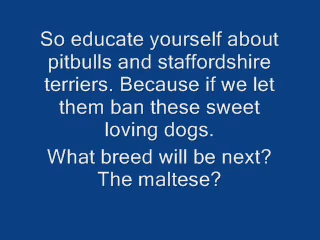 So educate yourself about
pitbulls and staffordshire
terriers. Because if we let
them ban these sweet
loving dogs.
What breed will be next?
The maltese?